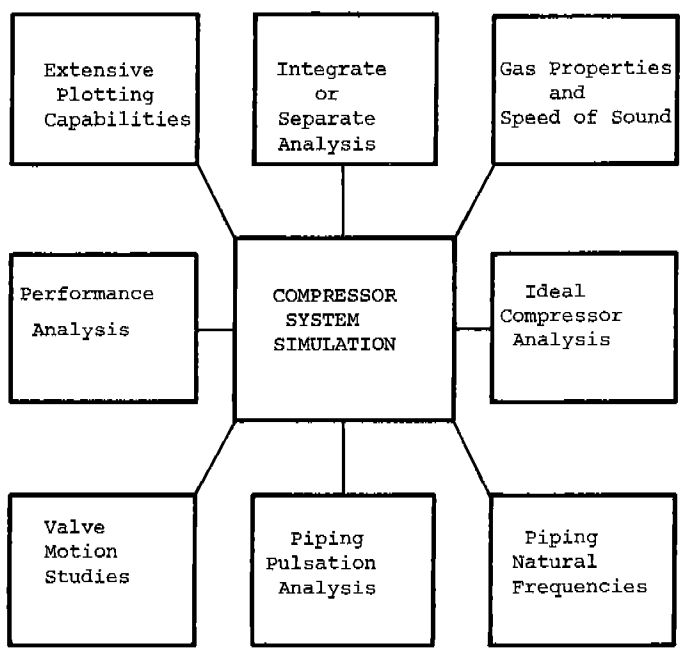 Extensive
Plotting
Capabilities
Integrate
or
Separate
Analysis
Gas Properties
and
Speed of Sound
Performance
Analysis
COMPRESSOR
SYSTEM
SIMULATION
Ideal
Compressor
Analysis
Valve
Motion
Studies
Piping
Pulsation
Analysis
Piping
Natural
Frequencies